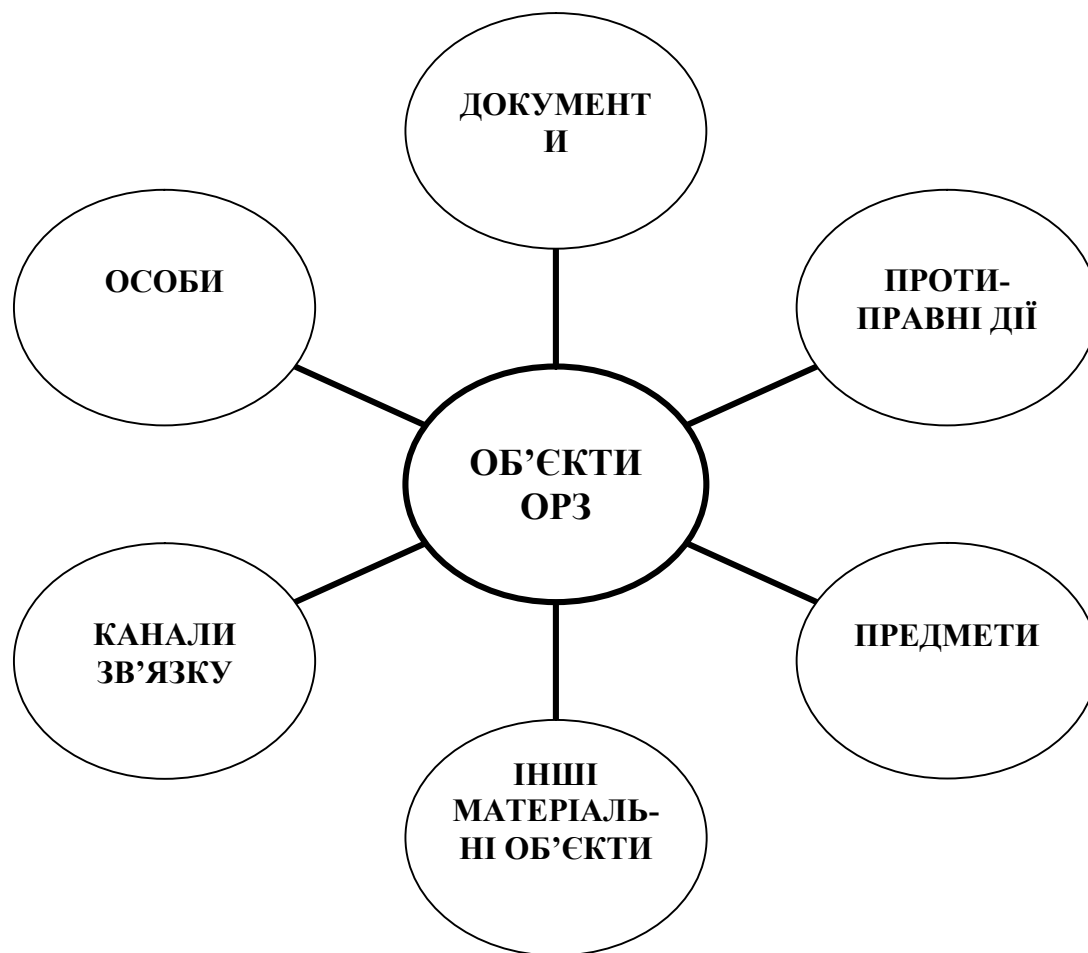 ДОКУМЕНТ
И
ОСОБИ
ПРОТИ-
ПРАВНІ ДІЇ
ОБ’ЄКТИ
ОРЗ
КАНАЛИ
ЗВ’ЯЗКУ
ПРЕДМЕТИ
ІНШІ
МАТЕРІАЛЬ-
НІ ОБ’ЄКТИ